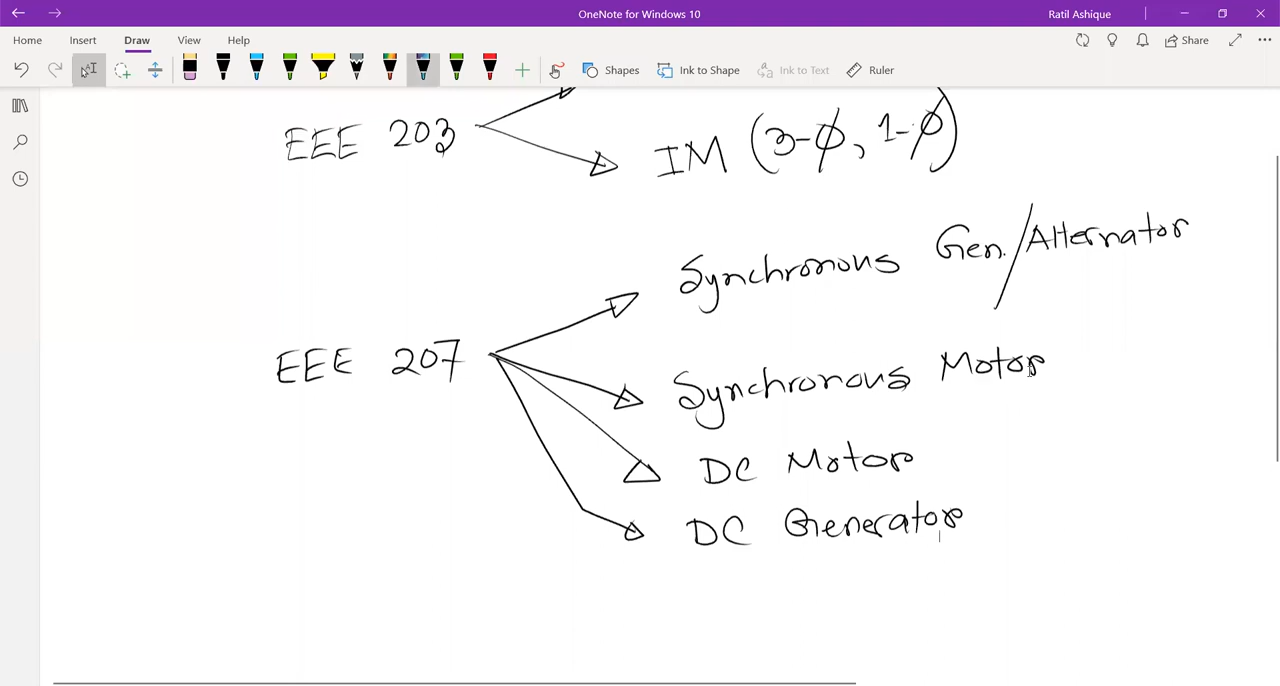 OneNote for Windows 10
Ratil Ashique
Home Insert Draw View Help
Share
Shapes Ink to Shape Ink to Text Ruler
EEE 203
IM (3-φ, 1-φ)
Synchronous Gen./Alternator
EEE 207
Synchronous Motor
DC Motor
DC Generator